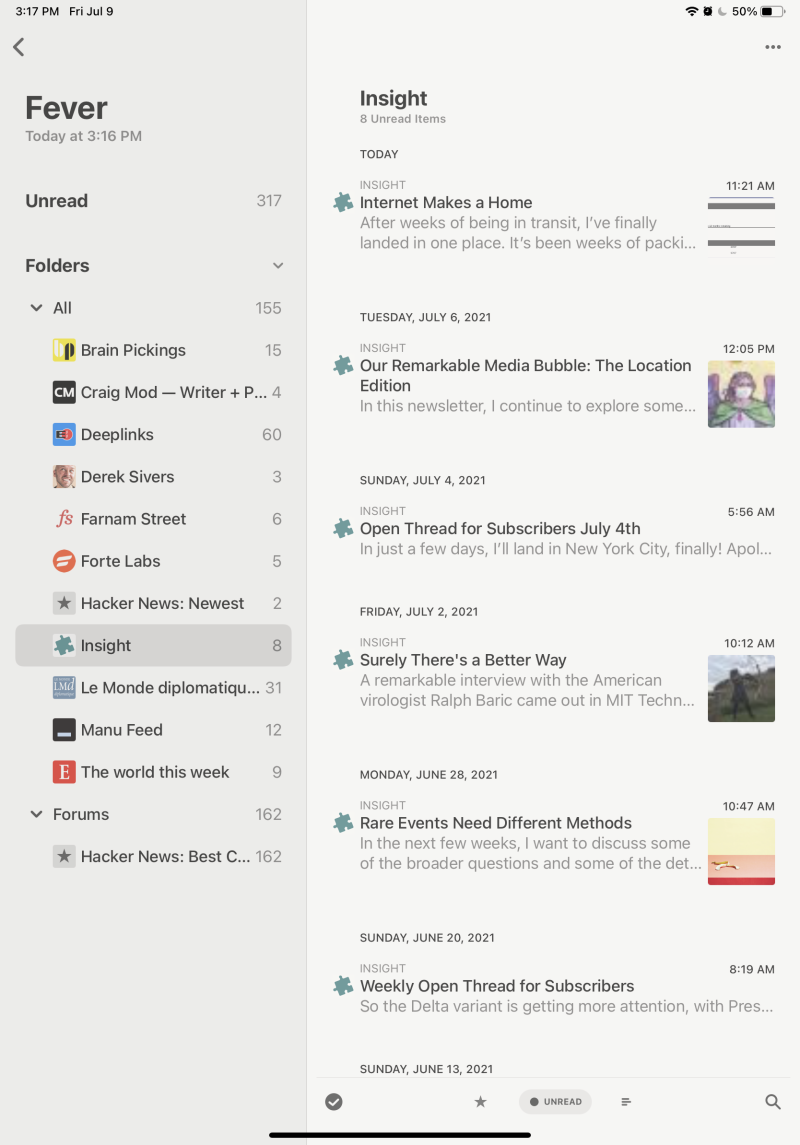 3:17 PM Fri Jul 9
50%
Fever
Today at 3:16 PM
Unread 317
Folders
All 155
Brain Pickings 15
CM Craig Mod — Writer + P... 4
Deeplinks 60
Derek Sivers 3
fs Farnam Street 6
Forte Labs 5
Hacker News: Newest 2
Insight 8
LMd Le Monde diplomatiqu... 31
Manu Feed 12
E The world this week 9
Forums 162
Hacker News: Best C... 162
Insight
8 Unread Items
TODAY
INSIGHT 11:21 AM
Internet Makes a Home
After weeks of being in transit, I’ve finally
landed in one place. It’s been weeks of packi...
TUESDAY, JULY 6, 2021
INSIGHT 12:05 PM
Our Remarkable Media Bubble: The Location
Edition
In this newsletter, I continue to explore some...
SUNDAY, JULY 4, 2021
INSIGHT 5:56 AM
Open Thread for Subscribers July 4th
In just a few days, I’ll land in New York City, finally! Apol...
FRIDAY, JULY 2, 2021
INSIGHT 10:12 AM
Surely There's a Better Way
A remarkable interview with the American
virologist Ralph Baric came out in MIT Techn...
MONDAY, JUNE 28, 2021
INSIGHT 10:47 AM
Rare Events Need Different Methods
In the next few weeks, I want to discuss some
of the broader questions and some of the det...
SUNDAY, JUNE 20, 2021
INSIGHT 8:19 AM
Weekly Open Thread for Subscribers
So the Delta variant is getting more attention, with Pres...
SUNDAY, JUNE 13, 2021
UNREAD